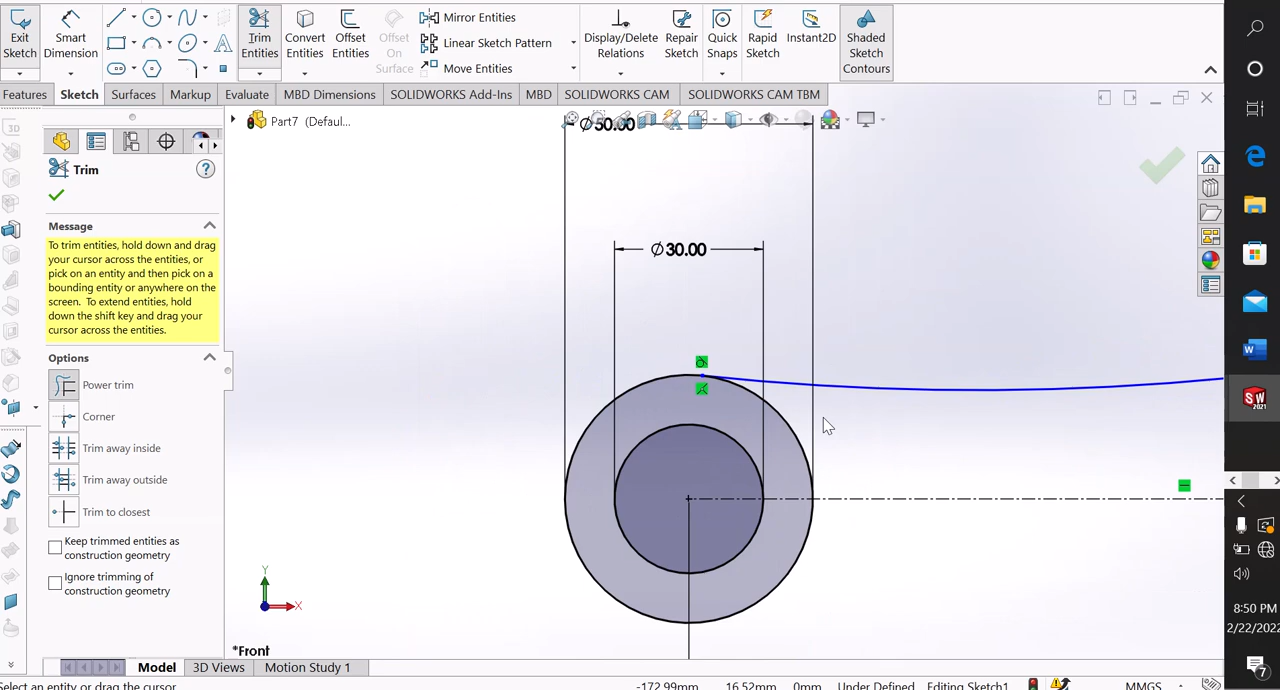 Exit Sketch
Smart Dimension
Trim Entities
Convert Entities
Offset Entities
Offset On Surface
Mirror Entities
Linear Sketch Pattern
Move Entities
Display/Delete Relations
Repair Sketch
Quick Snaps
Rapid Sketch
Instant2D
Shaded Sketch Contours
Features
Sketch
Surfaces
Markup
Evaluate
MBD Dimensions
SOLIDWORKS Add-Ins
MBD
SOLIDWORKS CAM
SOLIDWORKS CAM TBM
Part7 (Defaul...
Trim
Message
To trim entities, hold down and drag
your cursor across the entities, or
pick on an entity and then pick on a
bounding entity or anywhere on the
screen. To extend entities, hold
down the shift key and drag your
cursor across the entities.
Options
Power trim
Corner
Trim away inside
Trim away outside
Trim to closest
Keep trimmed entities as
construction geometry
Ignore trimming of
construction geometry
Ø50.00
Ø30.00
Y
X
*Front
Model
3D Views
Motion Study 1
Select an entity or drag the cursor
-172.99mm
16.52mm
0mm
Under Defined
Editing Sketch1
MMGS
SW
2021
8:50 PM
2/22/2022
7